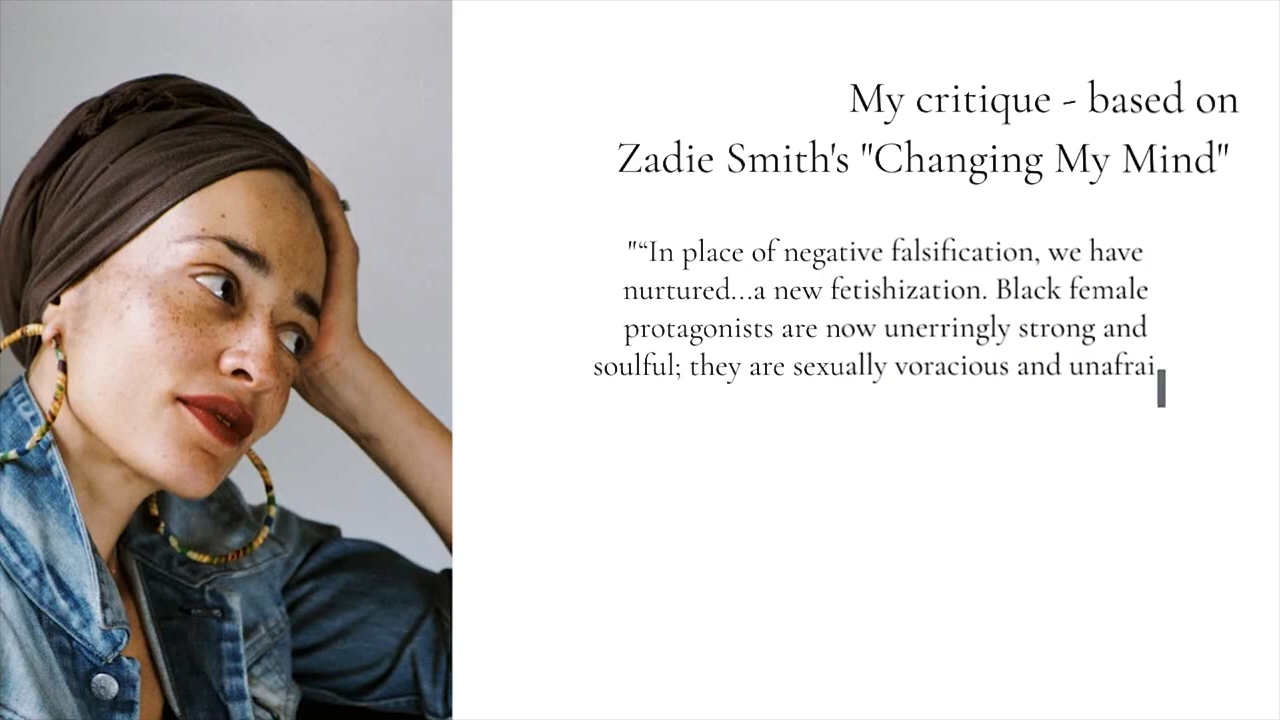 My critique - based on
Zadie Smith's "Changing My Mind"
"“In place of negative falsification, we have
nurtured...a new fetishization. Black female
protagonists are now unerringly strong and
soulful; they are sexually voracious and unafrai